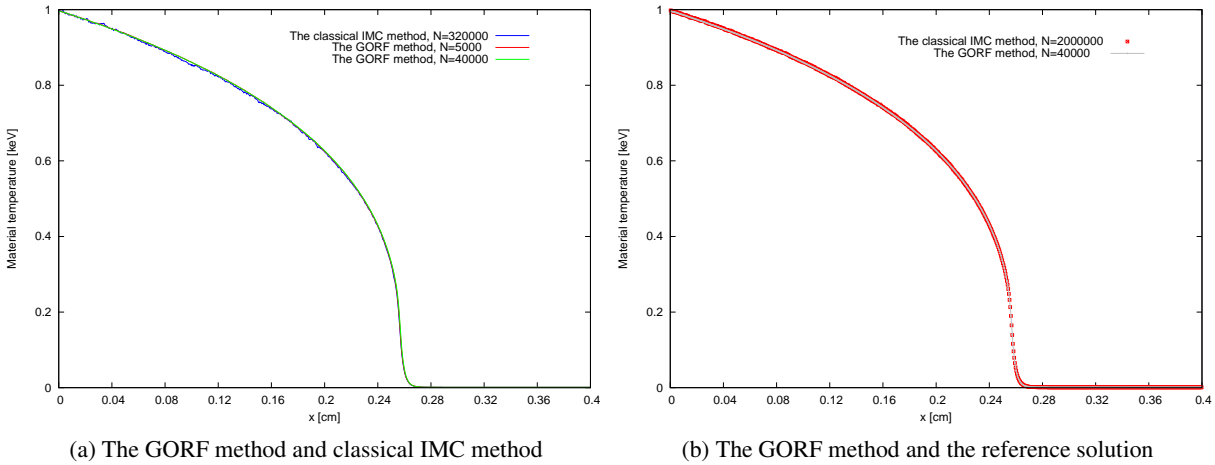 1
0.8
0.6
0.4
0.2
0
Material temperature [keV]
The classical IMC method, N=320000
The GORF method, N=5000
The GORF method, N=40000
0 0.04 0.08 0.12 0.16 0.2 0.24 0.28 0.32 0.36 0.4
x [cm]
(a) The GORF method and classical IMC method
1
0.8
0.6
0.4
0.2
0
Material temperature [keV]
The classical IMC method, N=2000000
The GORF method, N=40000
0 0.04 0.08 0.12 0.16 0.2 0.24 0.28 0.32 0.36 0.4
x [cm]
(b) The GORF method and the reference solution